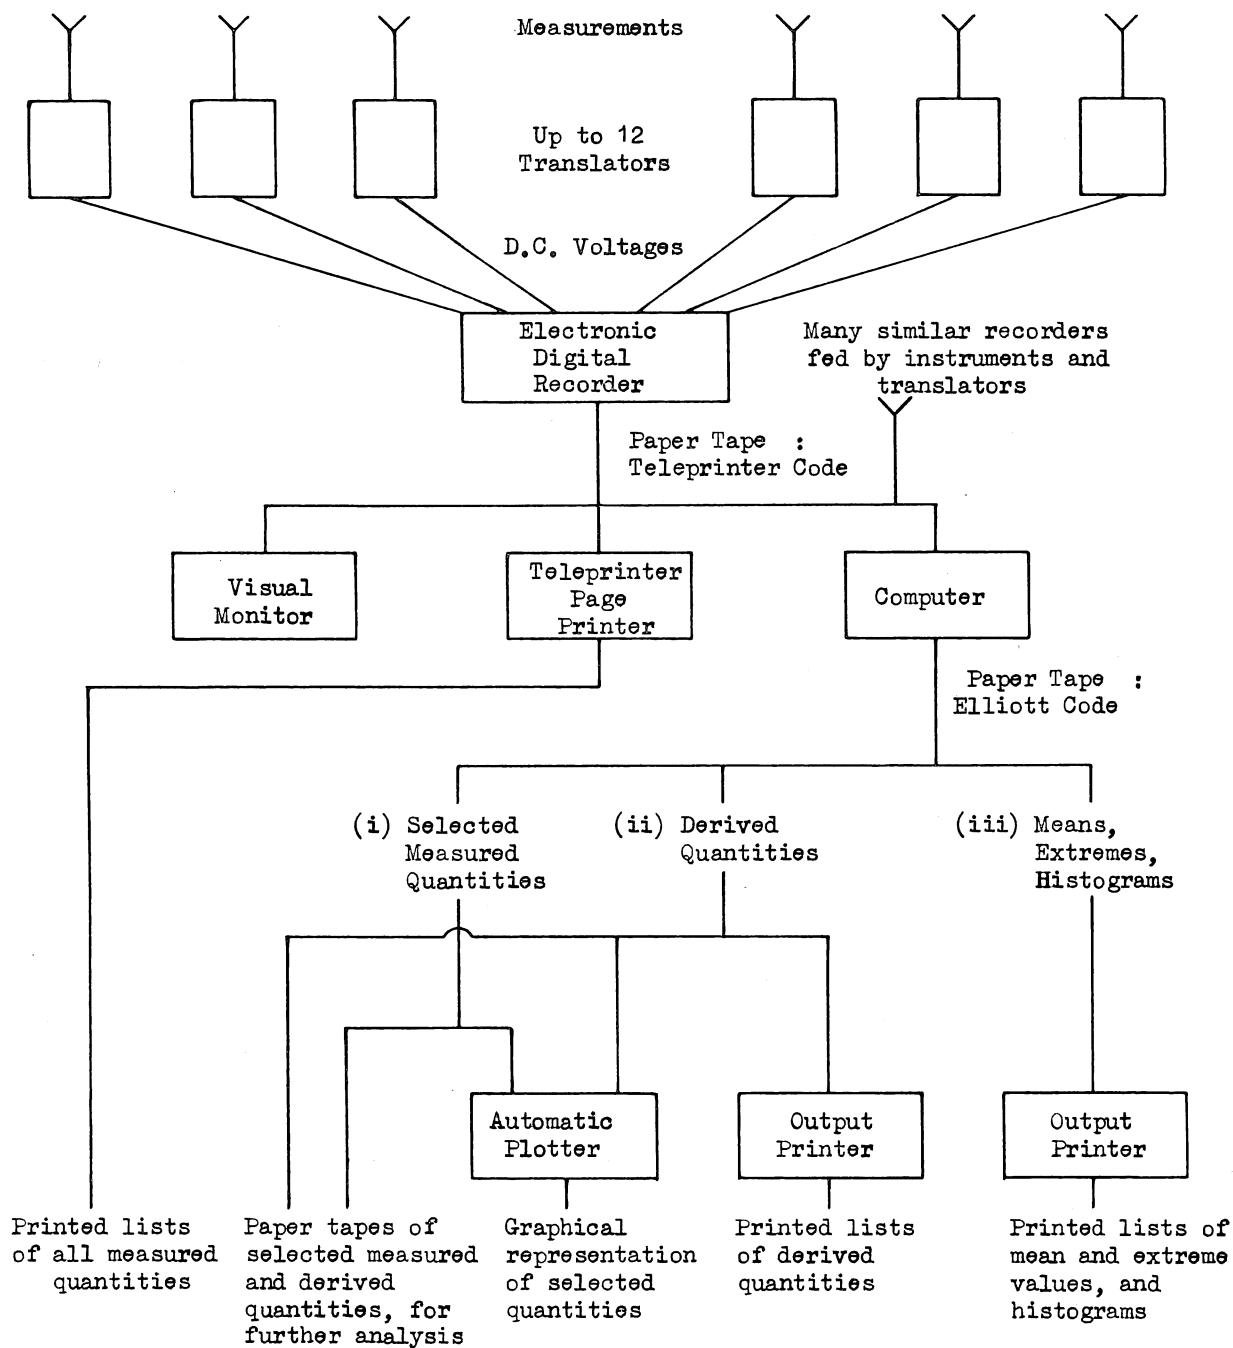 Measurements
Up to 12
Translators
D.C. Voltages
Electronic
Digital
Recorder
Many similar recorders
fed by instruments and
translators
Paper Tape :
Teleprinter Code
Visual
Monitor
Teleprinter
Page
Printer
Computer
Paper Tape :
Elliott Code
(i) Selected
Measured
Quantities
(ii) Derived
Quantities
(iii) Means,
Extremes,
Histograms
Automatic
Plotter
Output
Printer
Output
Printer
Printed lists
of all measured
quantities
Paper tapes of
selected measured
and derived
quantities, for
further analysis
Graphical
representation
of selected
quantities
Printed lists
of derived
quantities
Printed lists of
mean and extreme
values, and
histograms